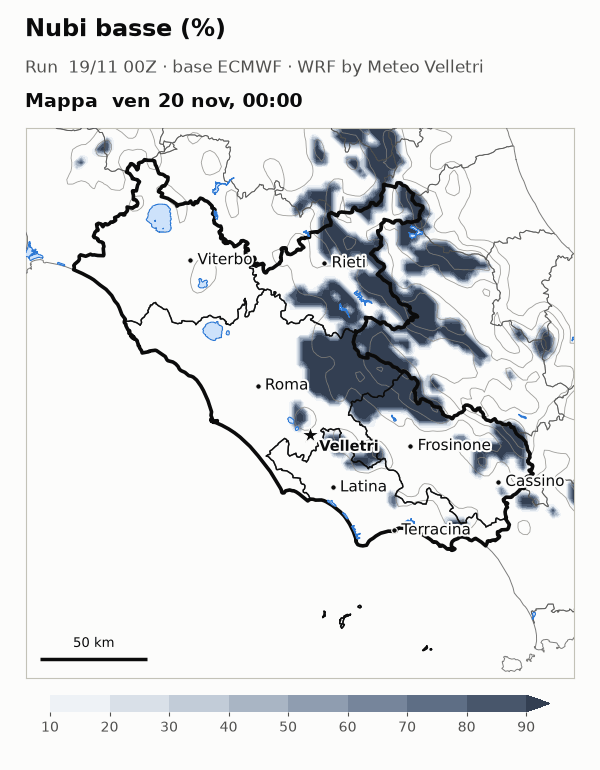 Nubi basse (%)
Run 19/11 00Z · base ECMWF · WRF by Meteo Velletri
Mappa ven 20 nov, 00:00
Viterbo
Rieti
Roma
Velletri
Frosinone
Latina
Cassino
Terracina
50 km
10 20 30 40 50 60 70 80 90